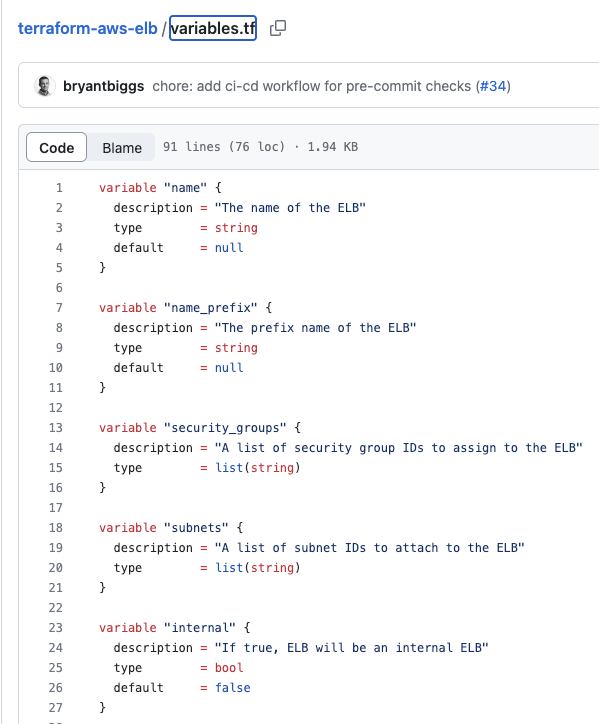 terraform-aws-elb / variables.tf
bryantbiggs chore: add ci-cd workflow for pre-commit checks (#34)
Code Blame 91 lines (76 loc) · 1.94 KB
1 variable "name" {
2   description = "The name of the ELB"
3   type        = string
4   default     = null
5 }
6
7 variable "name_prefix" {
8   description = "The prefix name of the ELB"
9   type        = string
10   default     = null
11 }
12
13 variable "security_groups" {
14   description = "A list of security group IDs to assign to the ELB"
15   type        = list(string)
16 }
17
18 variable "subnets" {
19   description = "A list of subnet IDs to attach to the ELB"
20   type        = list(string)
21 }
22
23 variable "internal" {
24   description = "If true, ELB will be an internal ELB"
25   type        = bool
26   default     = false
27 }